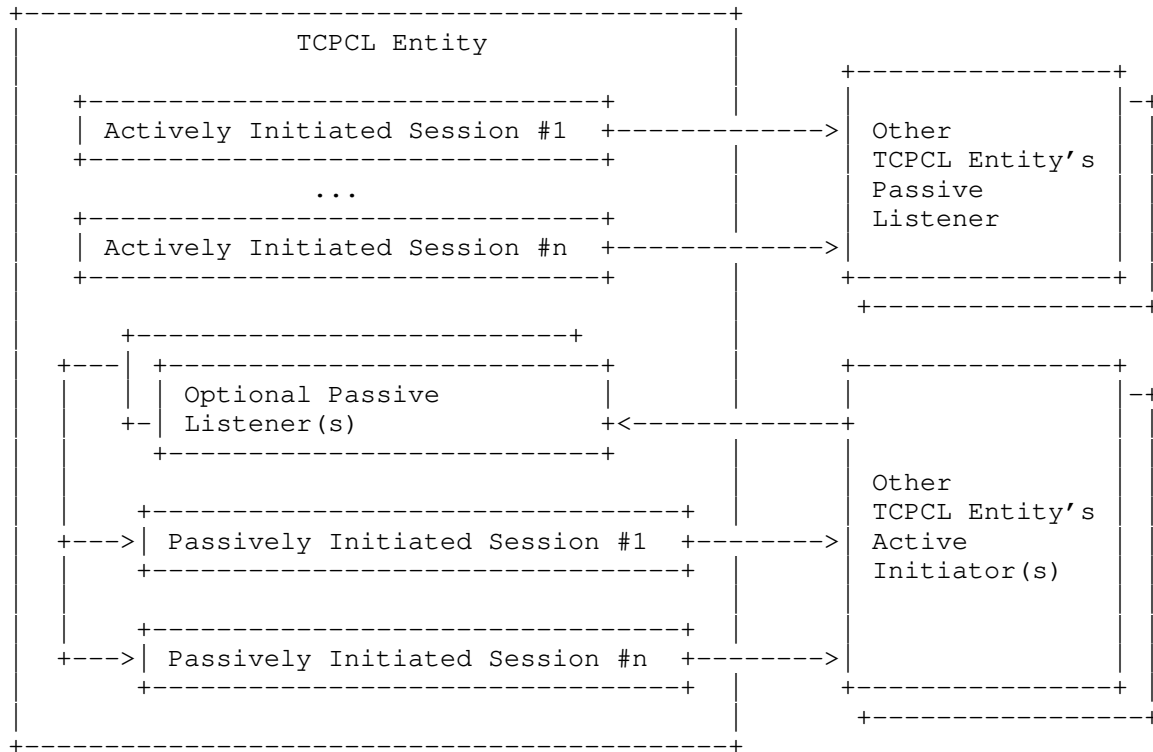 TCPCL Entity
Actively Initiated Session #1
Other
TCPCL Entity's
Passive
Listener
...
Actively Initiated Session #n
Optional Passive
Listener(s)
Other
TCPCL Entity's
Active
Initiator(s)
Passively Initiated Session #1
Passively Initiated Session #n